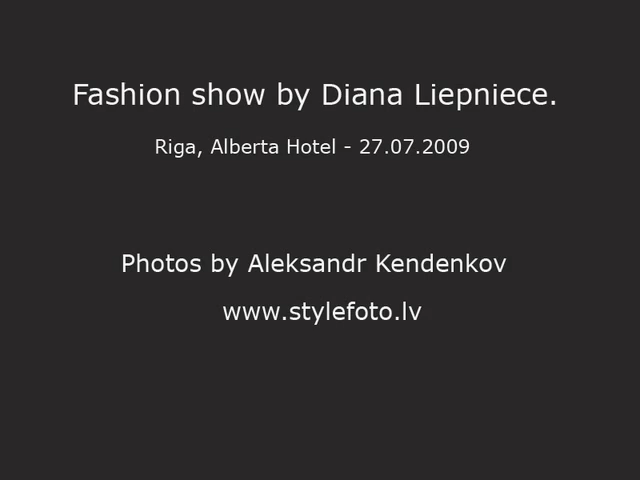 Fashion show by Diana Liepniece.
Riga, Alberta Hotel - 27.07.2009
Photos by Aleksandr Kendenkov
www.stylefoto.lv